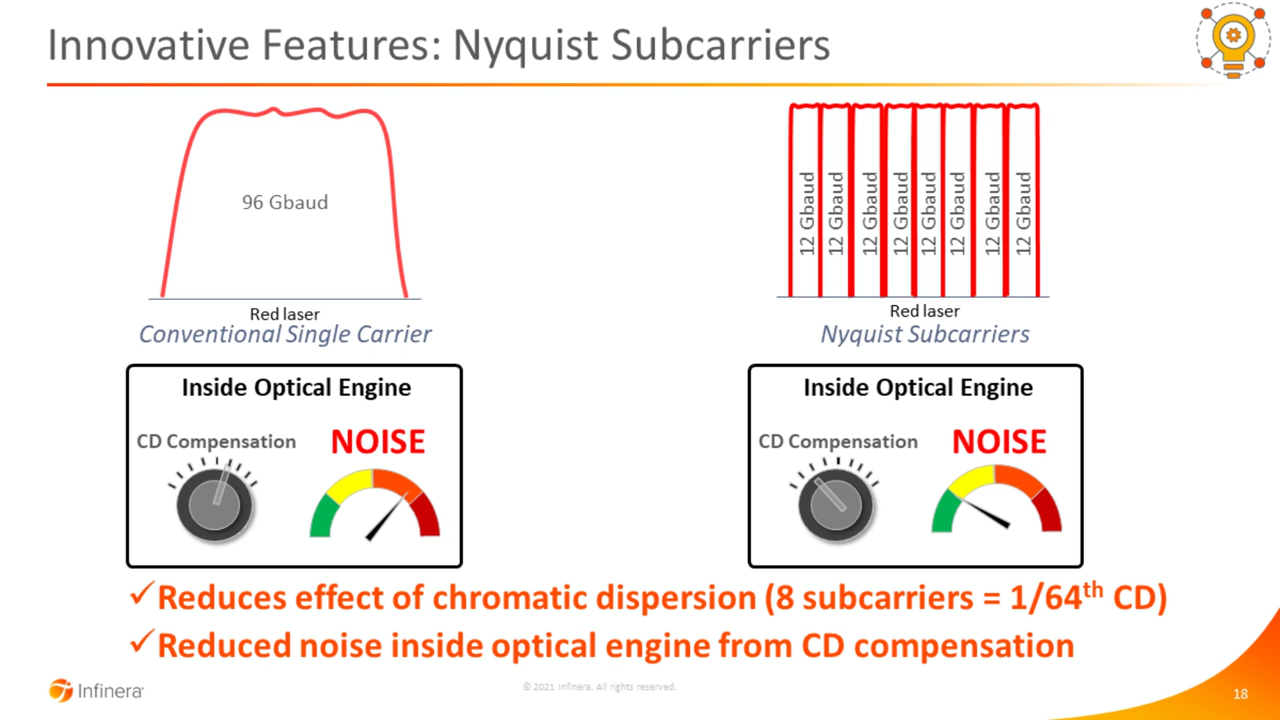 Innovative Features: Nyquist Subcarriers
96 Gbaud
Red laser
Conventional Single Carrier
12 Gbaud
12 Gbaud
12 Gbaud
12 Gbaud
12 Gbaud
12 Gbaud
12 Gbaud
12 Gbaud
Red laser
Nyquist Subcarriers
Inside Optical Engine
CD Compensation
NOISE
Inside Optical Engine
CD Compensation
NOISE
✓Reduces effect of chromatic dispersion (8 subcarriers = 1/64th CD)
✓Reduced noise inside optical engine from CD compensation
Infinera
© 2021 Infinera. All rights reserved.
18